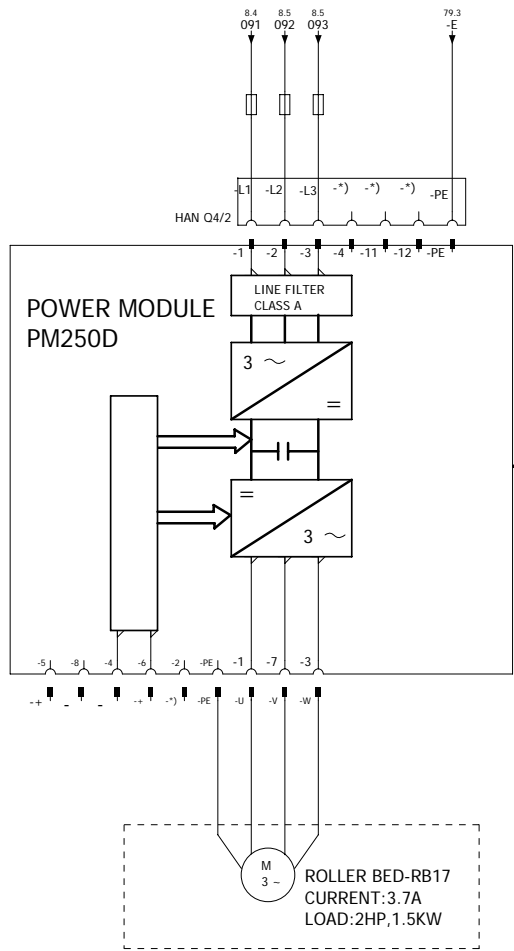 8.4 8.5 8.5 79.3
091 092 093 -E
-L1 -L2 -L3 -*) -*) -*) -PE
HAN Q4/2
-1 -2 -3 -4 -11 -12 -PE
LINE FILTER
CLASS A
POWER MODULE
PM250D
3 ~
=
=
3 ~
-5 -8 -4 -6 -2 -PE -1 -7 -3
-+ - - -+ -*) -PE -U -V -W
M
3 ~
ROLLER BED-RB17
CURRENT:3.7A
LOAD:2HP,1.5KW